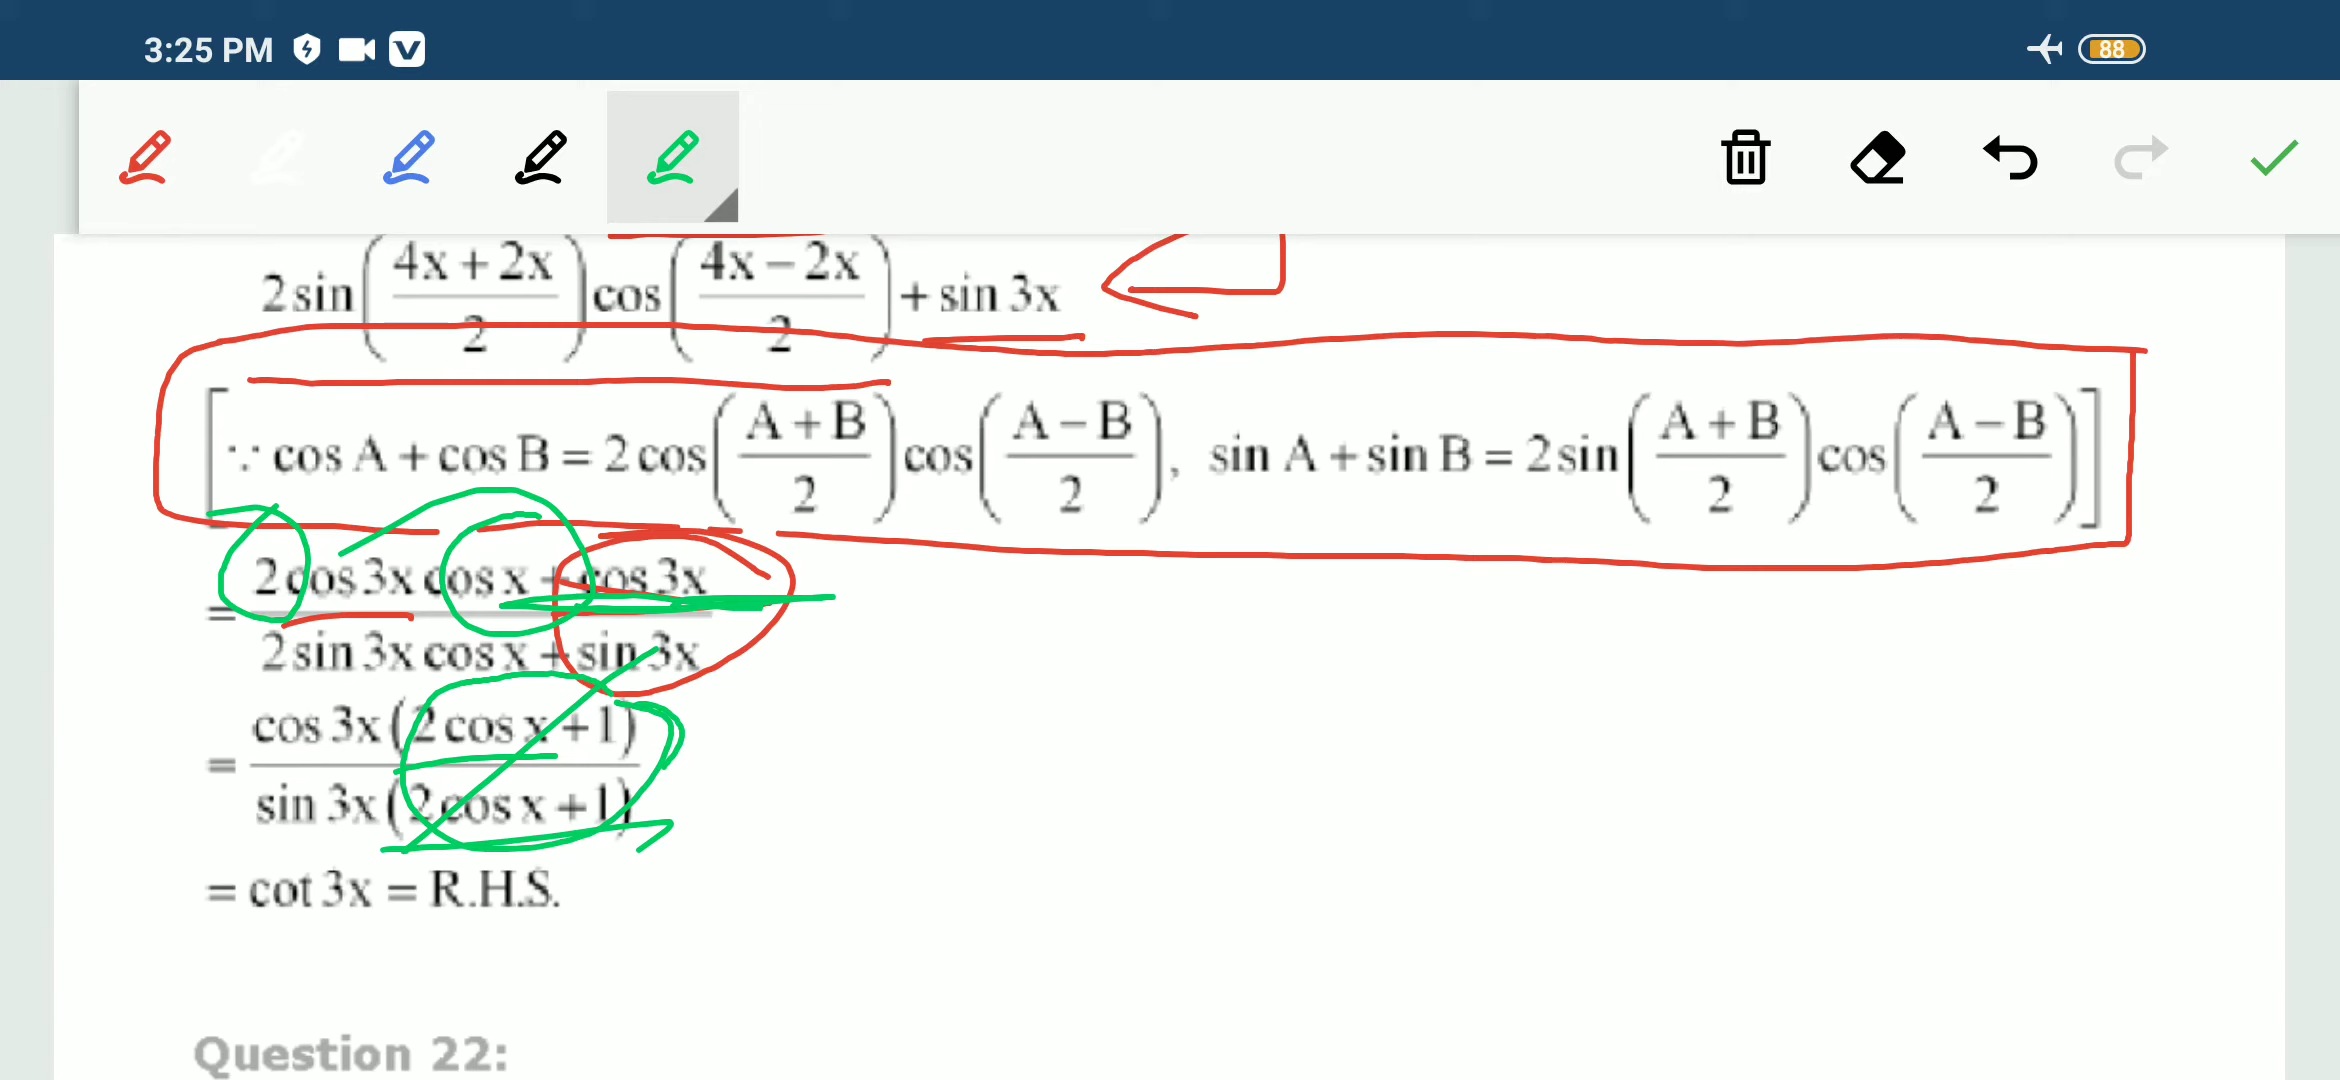 3:25 PM 88
2 sin (4x + 2x / 2) cos (4x − 2x / 2) + sin 3x
[∵ cos A + cos B = 2 cos (A + B / 2) cos (A − B / 2), sin A + sin B = 2 sin (A + B / 2) cos (A − B / 2)]
= 2 cos 3x cos x + cos 3x
2 sin 3x cos x + sin 3x
= cos 3x (2 cos x + 1)
sin 3x (2 cos x + 1)
= cot 3x = R.H.S.
Question 22: